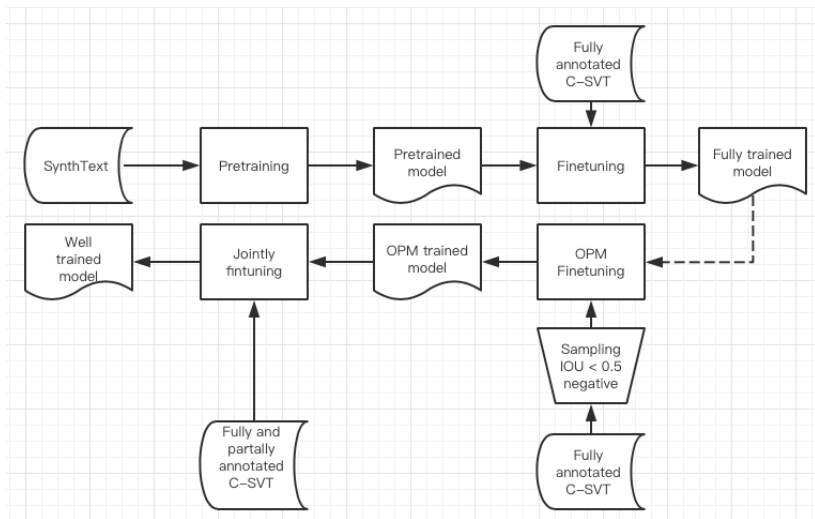 Fully
annotated
C-SVT
SynthText
Pretraining
Pretrained
model
Finetuning
Fully trained
model
Well
trained
model
Jointly
fintuning
OPM trained
model
OPM
Finetuning
Sampling
IOU < 0.5
negative
Fully and
partially
annotated
C-SVT
Fully
annotated
C-SVT